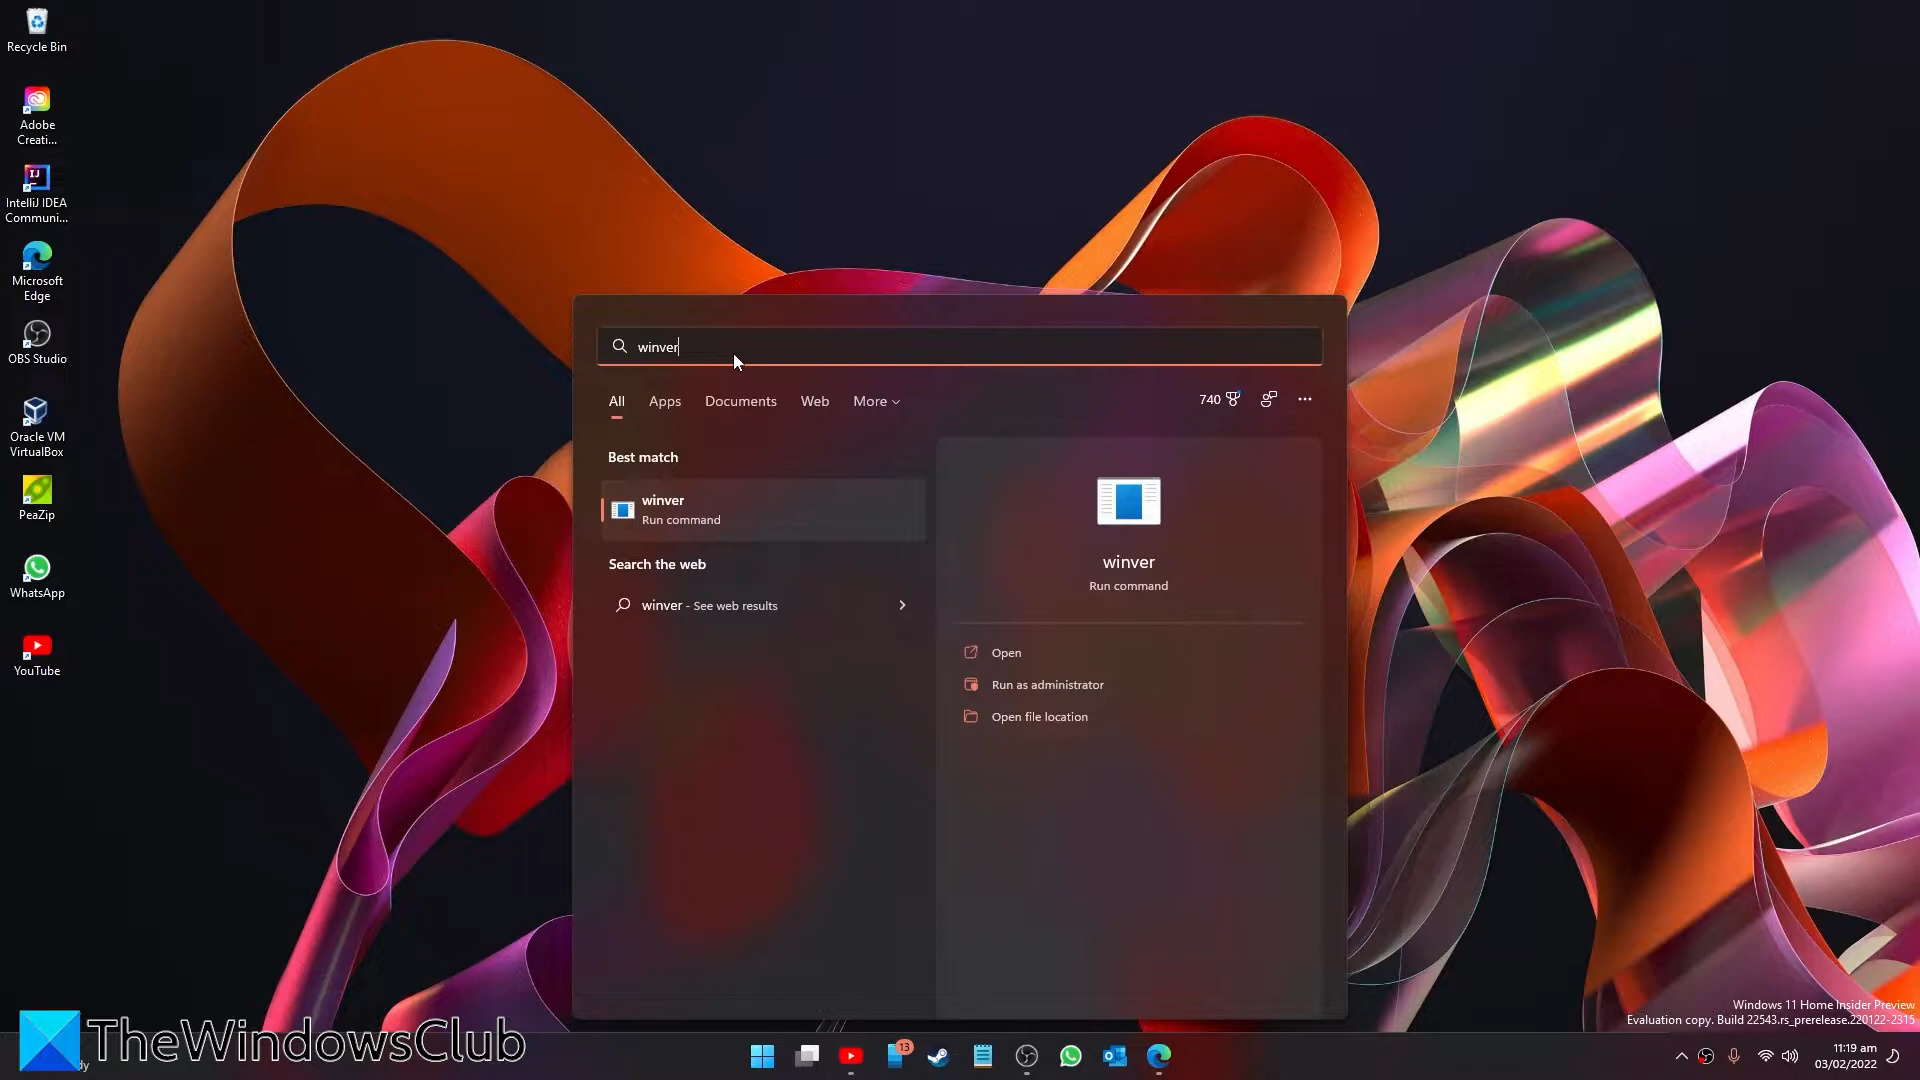 Recycle Bin
Adobe
Creati...
IntelliJ IDEA
Communi...
Microsoft
Edge
OBS Studio
Oracle VM
VirtualBox
PeaZip
WhatsApp
YouTube
winver
All Apps Documents Web More
740
Best match
winver
Run command
Search the web
winver - See web results
winver
Run command
Open
Run as administrator
Open file location
Windows 11 Home Insider Preview
Evaluation copy. Build 22543.rs_prerelease.220122-2315
TheWindowsClub
13
11:19 am
03/02/2022